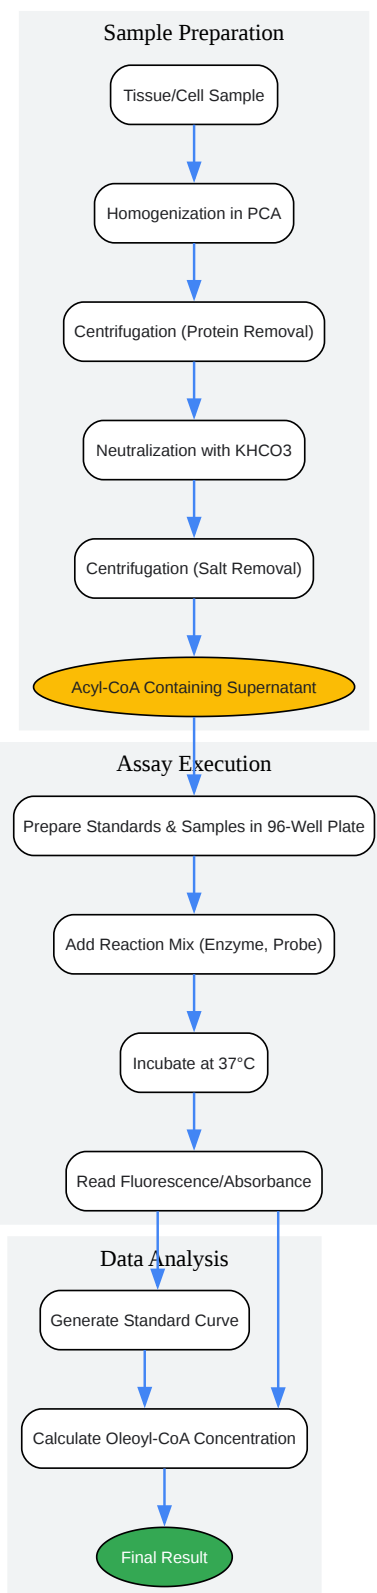 Sample Preparation
Tissue/Cell Sample
Homogenization in PCA
Centrifugation (Protein Removal)
Neutralization with KHCO3
Centrifugation (Salt Removal)
Acyl-CoA Containing Supernatant
Assay Execution
Prepare Standards & Samples in 96-Well Plate
Add Reaction Mix (Enzyme, Probe)
Incubate at 37°C
Read Fluorescence/Absorbance
Data Analysis
Generate Standard Curve
Calculate Oleoyl-CoA Concentration
Final Result